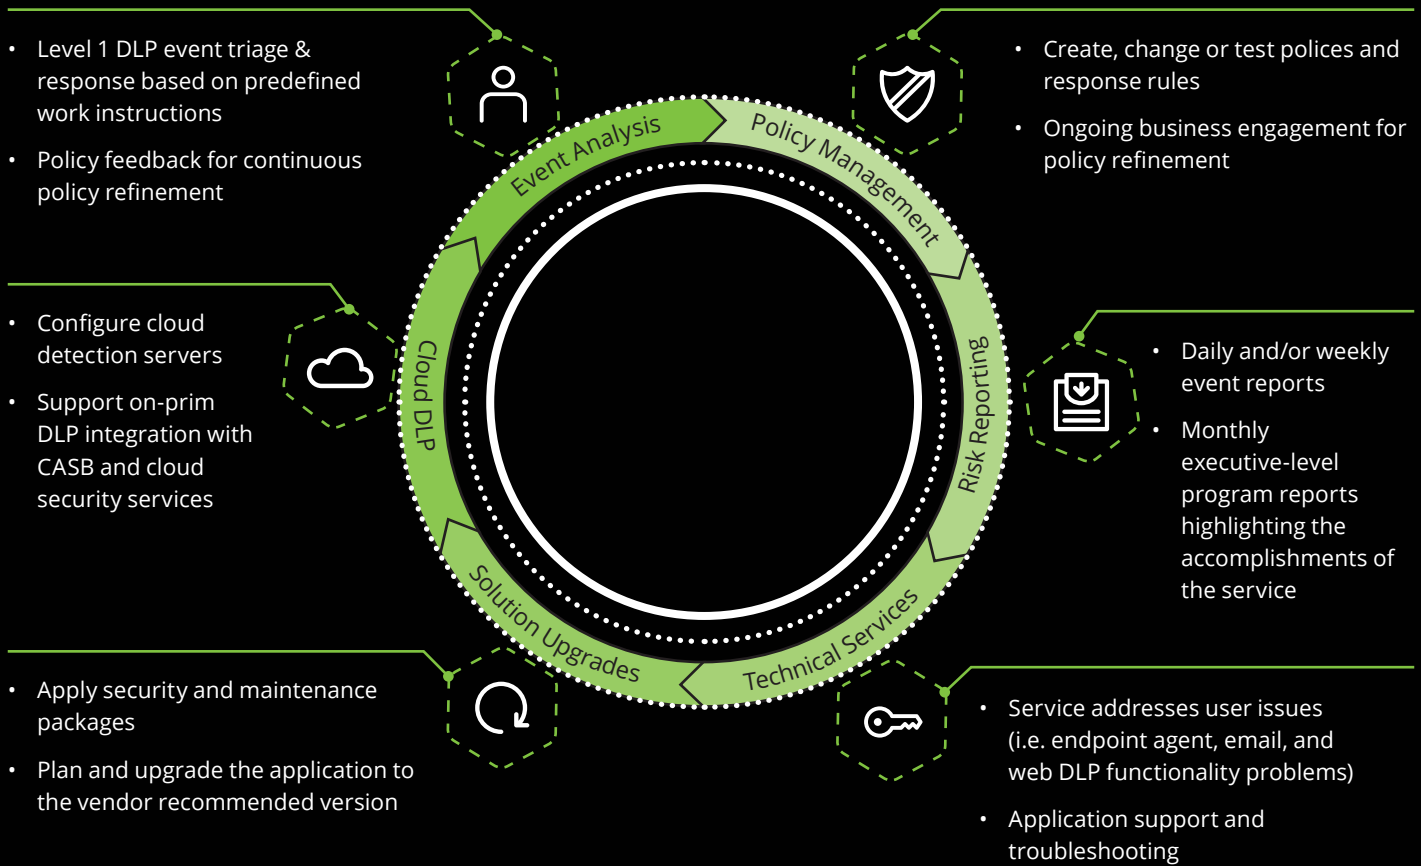 • Level 1 DLP event triage &
response based on predefined
work instructions
• Policy feedback for continuous
policy refinement
• Create, change or test polices and
response rules
• Ongoing business engagement for
policy refinement
Event Analysis
Policy Management
• Configure cloud
detection servers
• Support on-prim
DLP integration with
CASB and cloud
security services
Cloud DLP
Risk Reporting
• Daily and/or weekly
event reports
• Monthly
executive-level
program reports
highlighting the
accomplishments of
the service
Solution Upgrades
Technical Services
• Apply security and maintenance
packages
• Plan and upgrade the application to
the vendor recommended version
• Service addresses user issues
(i.e. endpoint agent, email, and
web DLP functionality problems)
• Application support and
troubleshooting